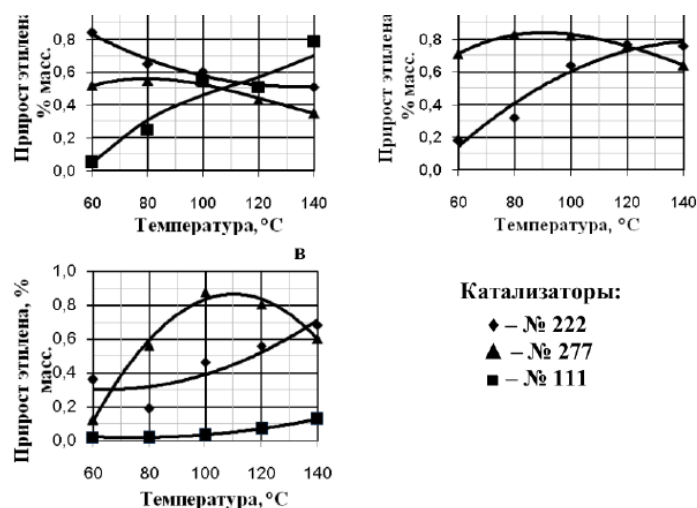 Прирост этилена
% масс.
0,8
0,6
0,4
0,2
0,0
60 80 100 120 140
Температура, °С
Прирост этилена
% масс.
0,8
0,6
0,4
0,2
0,0
60 80 100 120 140
Температура, °С
в
Прирост этилена, %
масс.
1,0
0,8
0,6
0,4
0,2
0,0
60 80 100 120 140
Температура, °С
Катализаторы:
– № 222
– № 277
– № 111